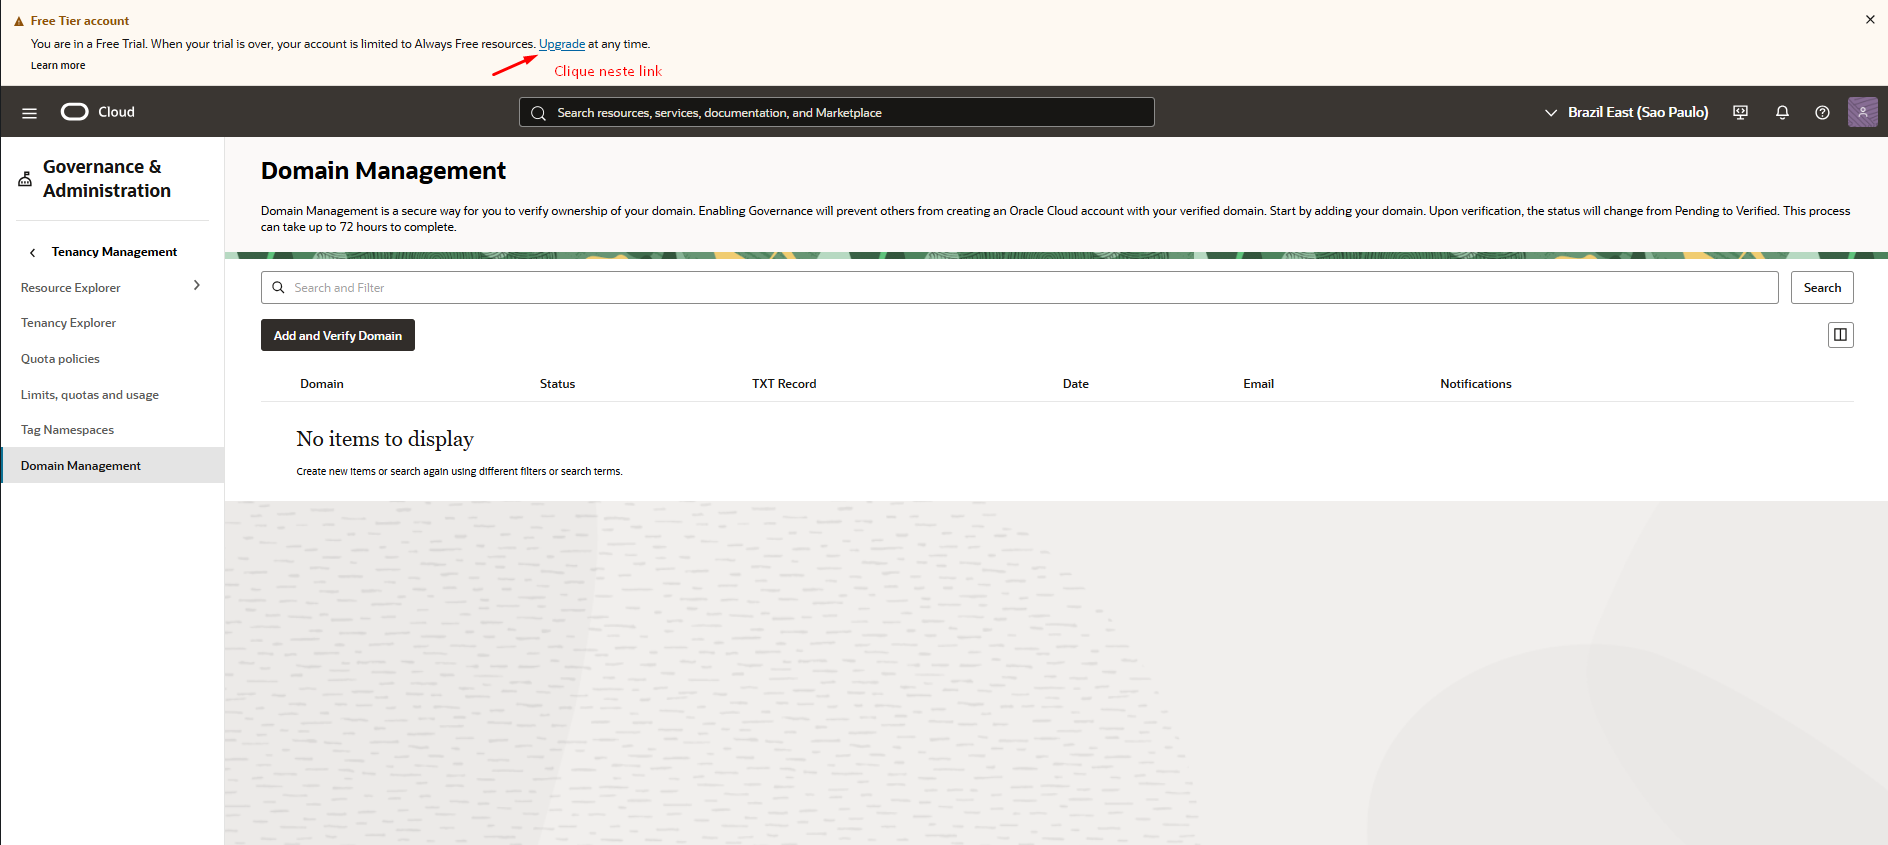 Free Tier account
You are in a Free Trial. When your trial is over, your account is limited to Always Free resources. Upgrade at any time.
Learn more
Clique neste link
Cloud
Search resources, services, documentation, and Marketplace
Brazil East (Sao Paulo)
Governance &
Administration
Tenancy Management
Resource Explorer
Tenancy Explorer
Quota policies
Limits, quotas and usage
Tag Namespaces
Domain Management
Domain Management
Domain Management is a secure way for you to verify ownership of your domain. Enabling Governance will prevent others from creating an Oracle Cloud account with your verified domain. Start by adding your domain. Upon verification, the status will change from Pending to Verified. This process
can take up to 72 hours to complete.
Search and Filter
Search
Add and Verify Domain
Domain Status TXT Record Date Email Notifications
No items to display
Create new items or search again using different filters or search terms.